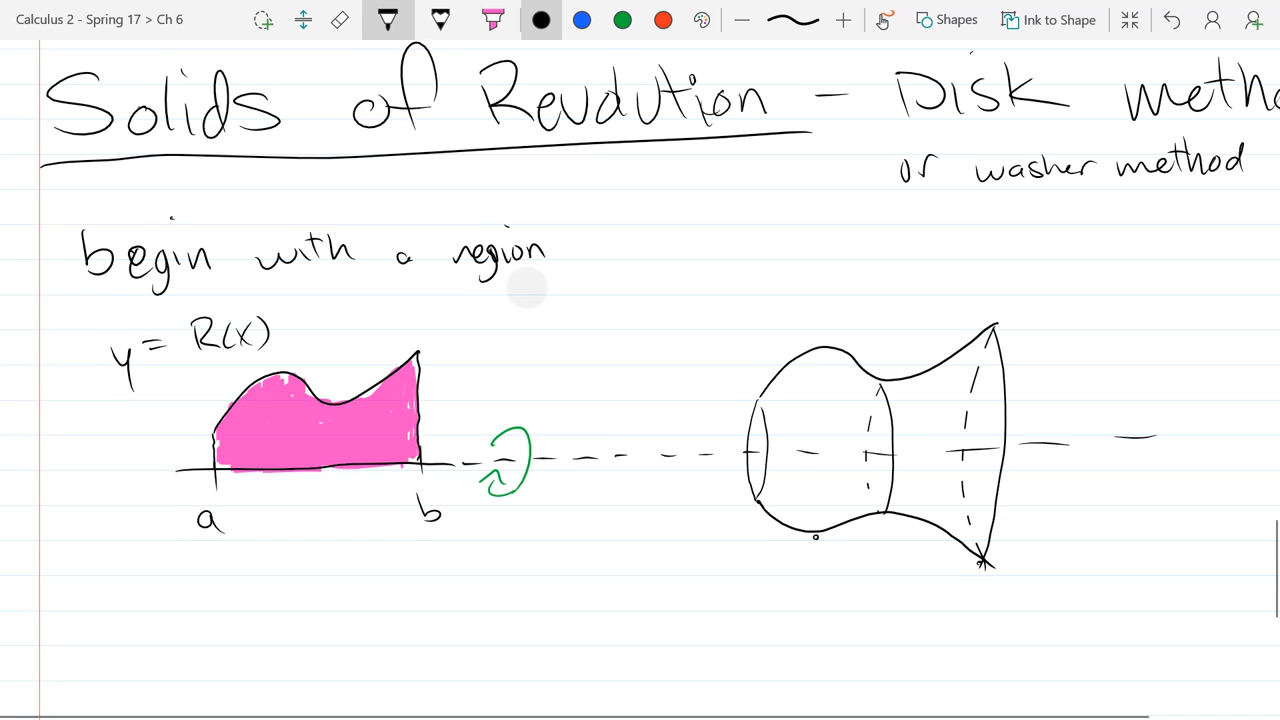 Calculus 2 - Spring 17 > Ch 6
Shapes
Ink to Shape
Solids of Revolution - Disk metho
or washer method
begin with a region
y = R(x)
a
b